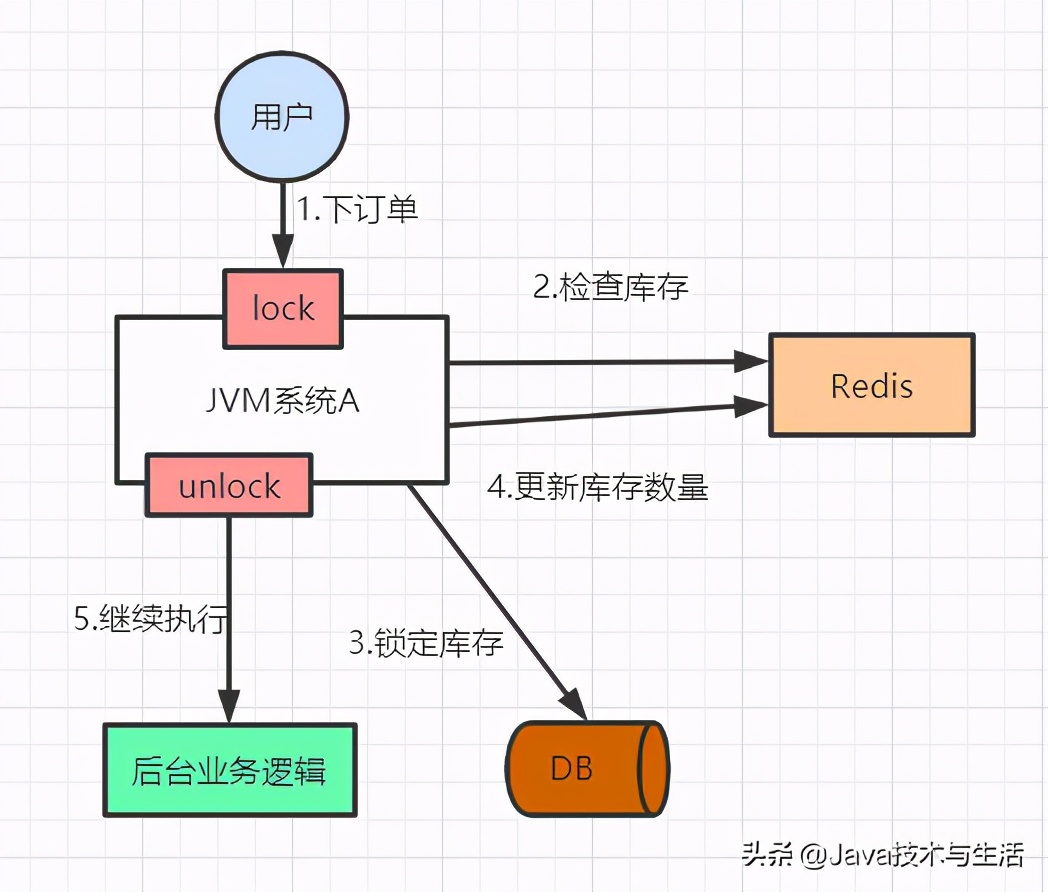 用户
1.下订单
lock
2.检查库存
JVM系统A
Redis
unlock
4.更新库存数量
5.继续执行
3.锁定库存
后台业务逻辑
DB
头条 @Java技术与生活